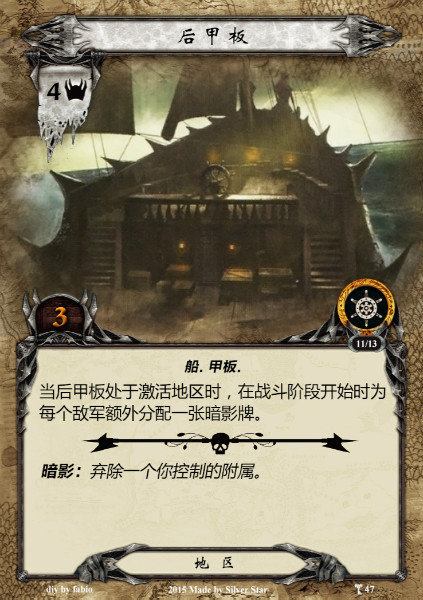 后甲板
4
3
11/13
船. 甲板.
当后甲板处于激活地区时，在战斗阶段开始时为
每个敌军额外分配一张暗影牌。
暗影：弃除一个你控制的附属。
地区
diy by fabio
2015 Made by Silver Star
47